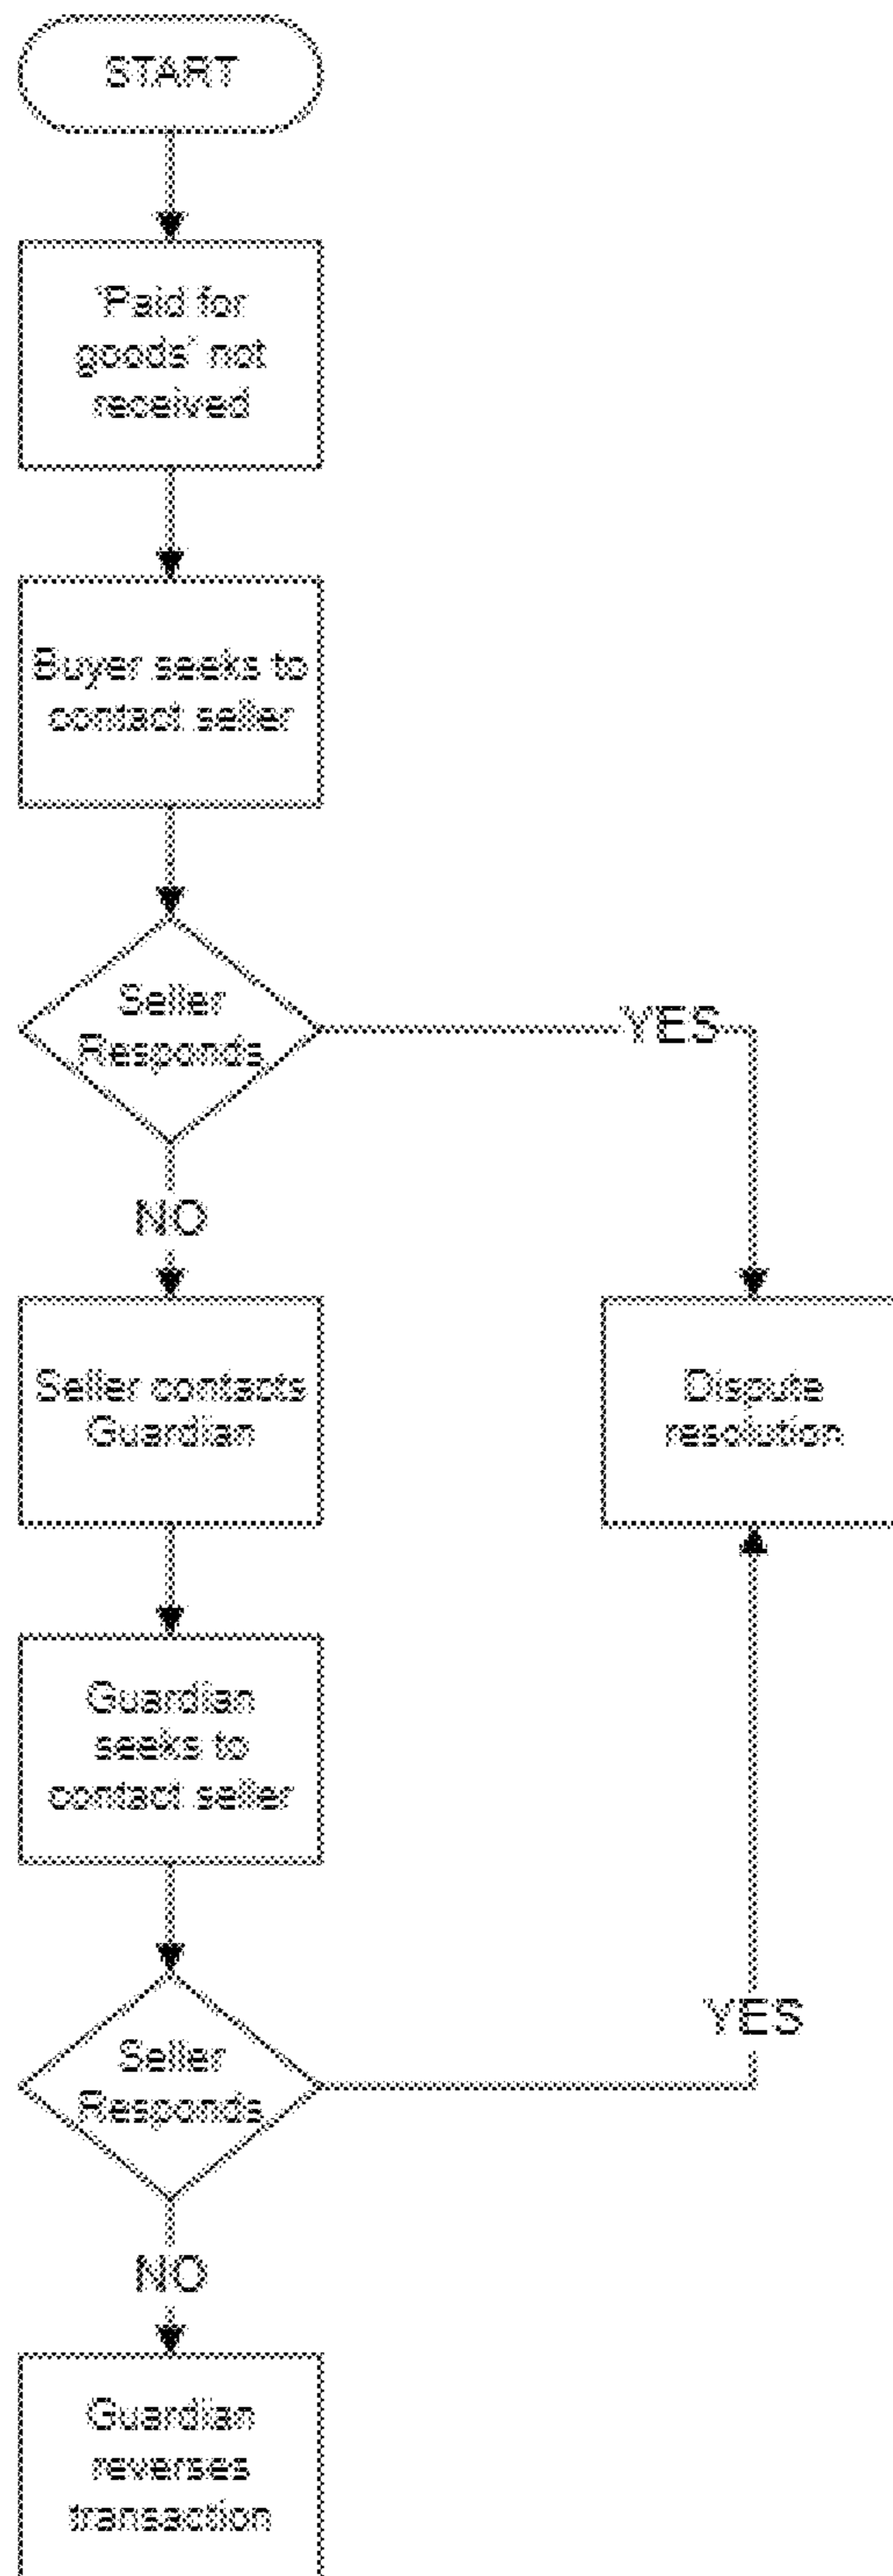 START
'Paid for
goods' not
received
Buyer seeks to
contact seller
Seller
Responds
YES
NO
Seller contacts
Guardian
Dispute
resolution
Guardian
seeks to
contact seller
Seller
Responds
YES
NO
Guardian
reverses
transaction